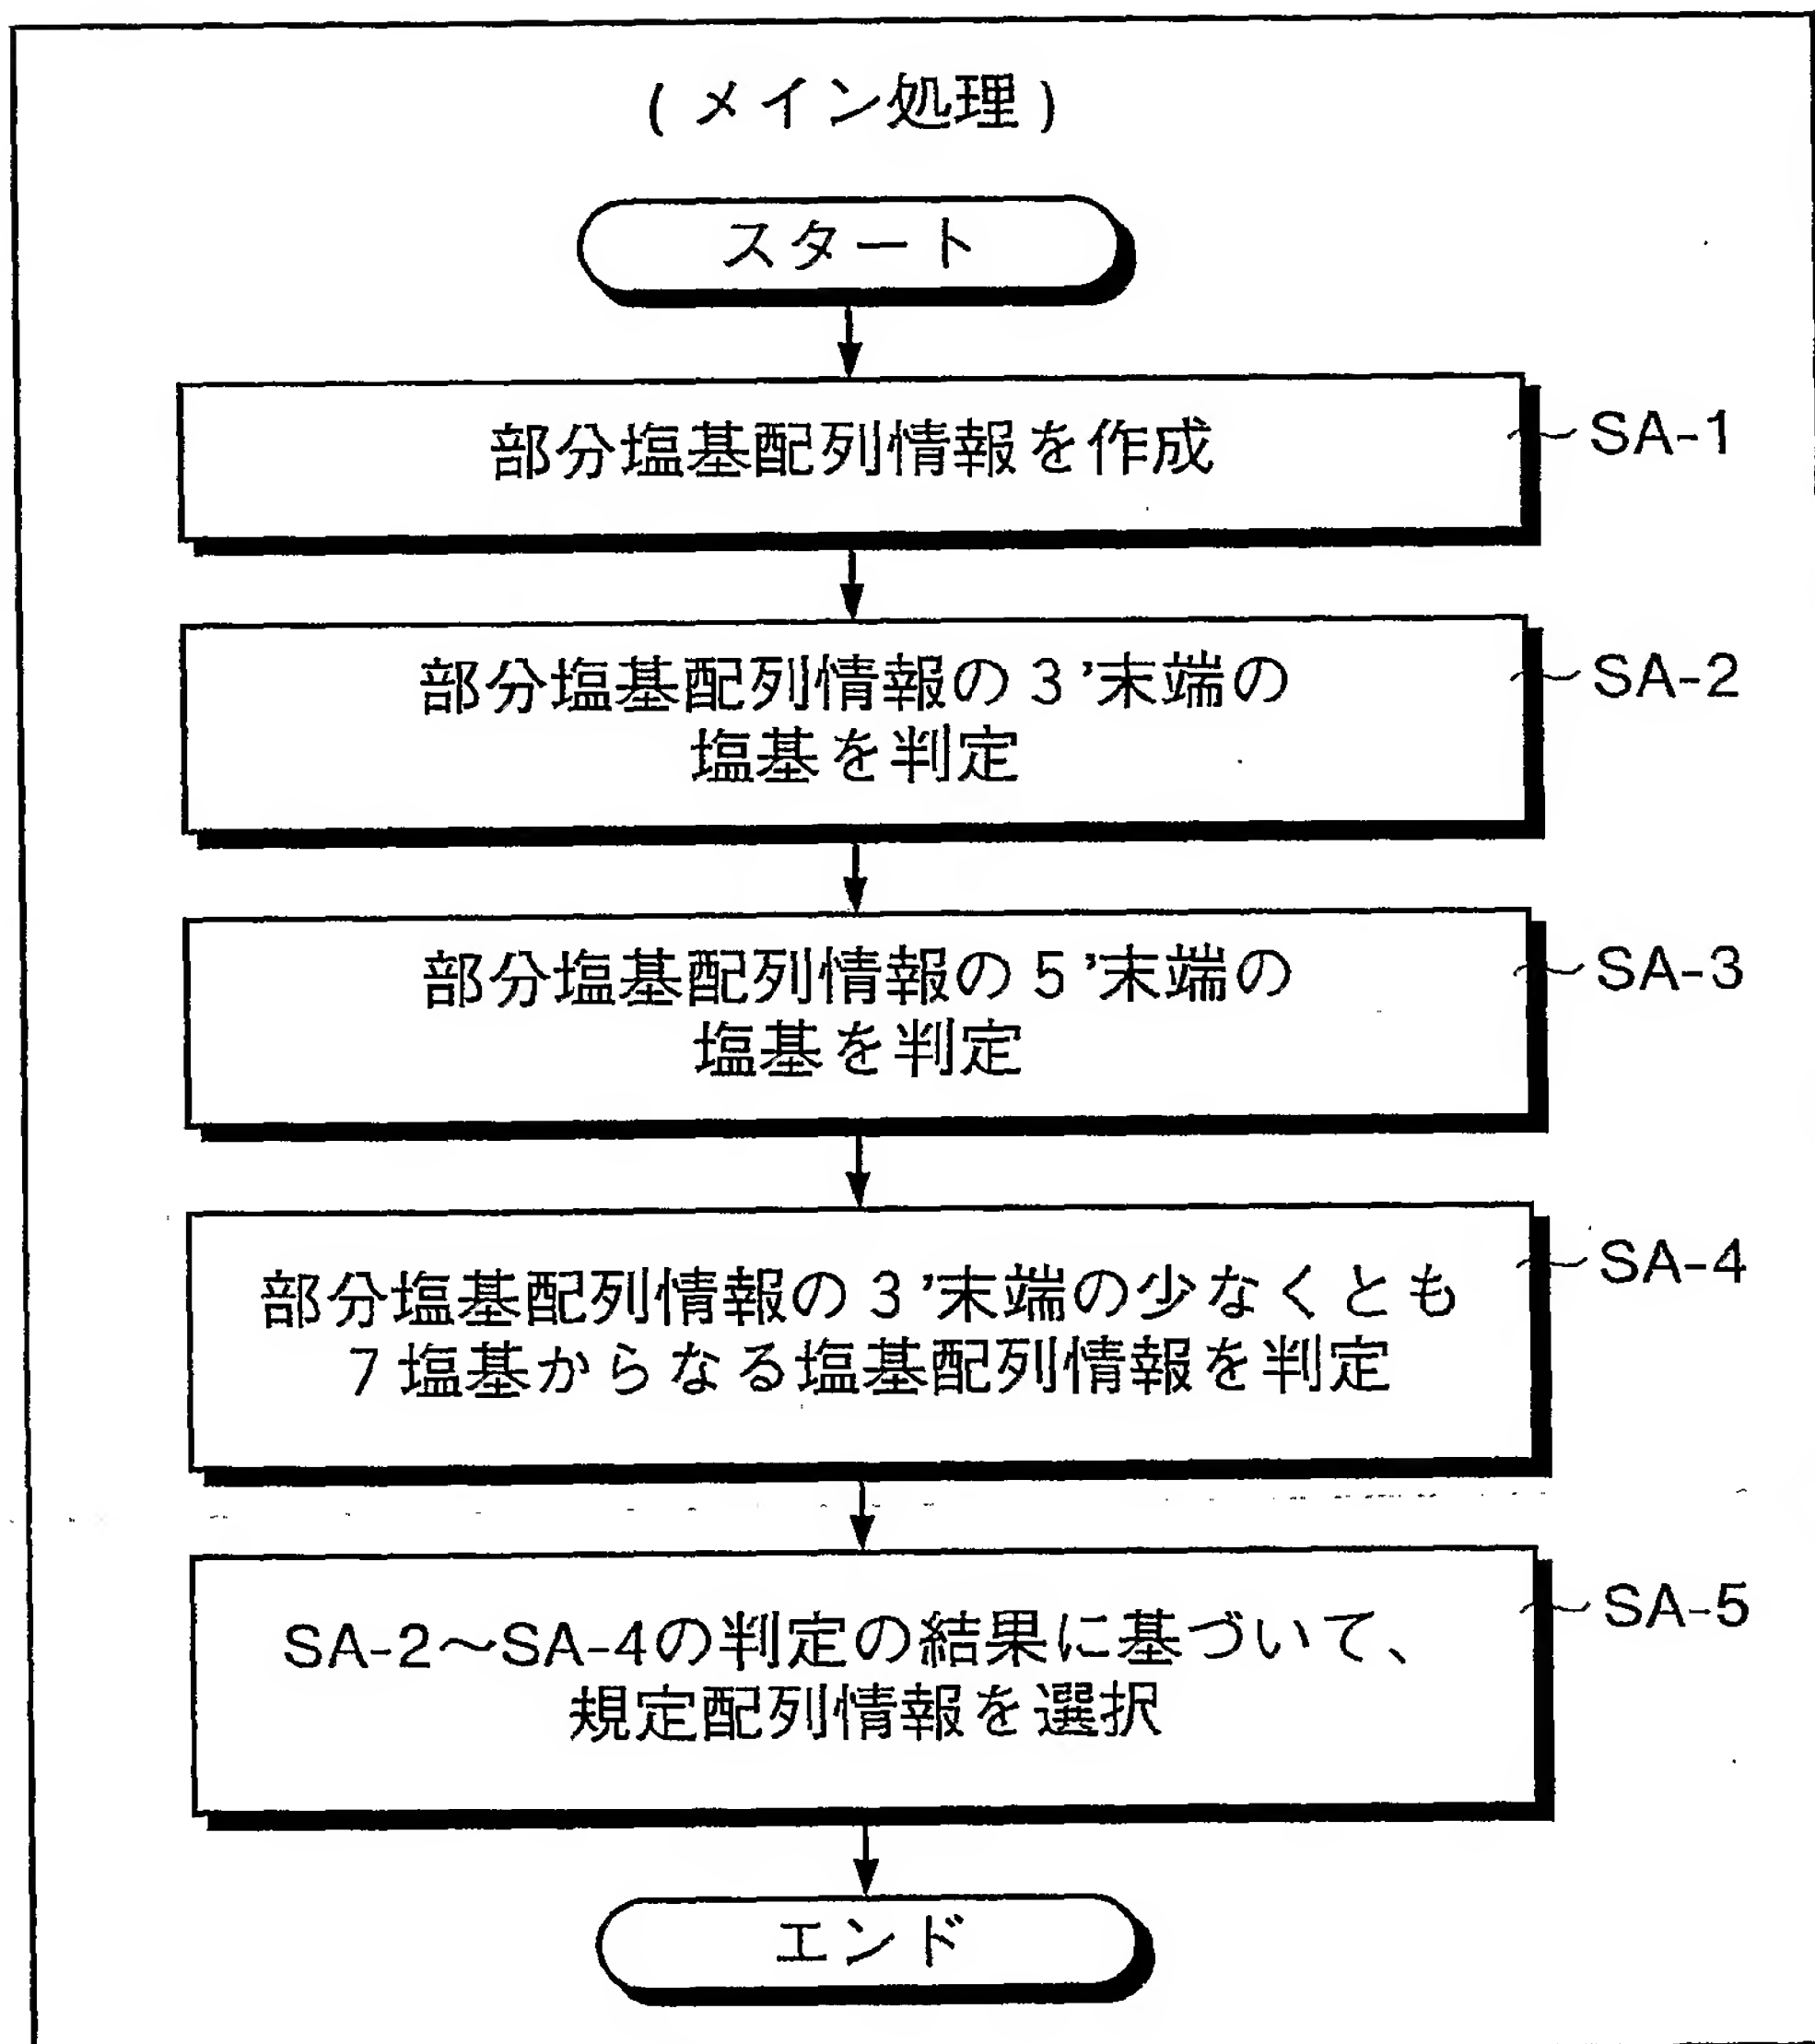 (メイン処理)
スタート
部分塩基配列情報を作成
SA-1
部分塩基配列情報の3'末端の
塩基を判定
SA-2
部分塩基配列情報の5'末端の
塩基を判定
SA-3
部分塩基配列情報の3'末端の少なくとも
7塩基からなる塩基配列情報を判定
SA-4
SA-2～SA-4の判定の結果に基づいて、
規定配列情報を選択
SA-5
エンド